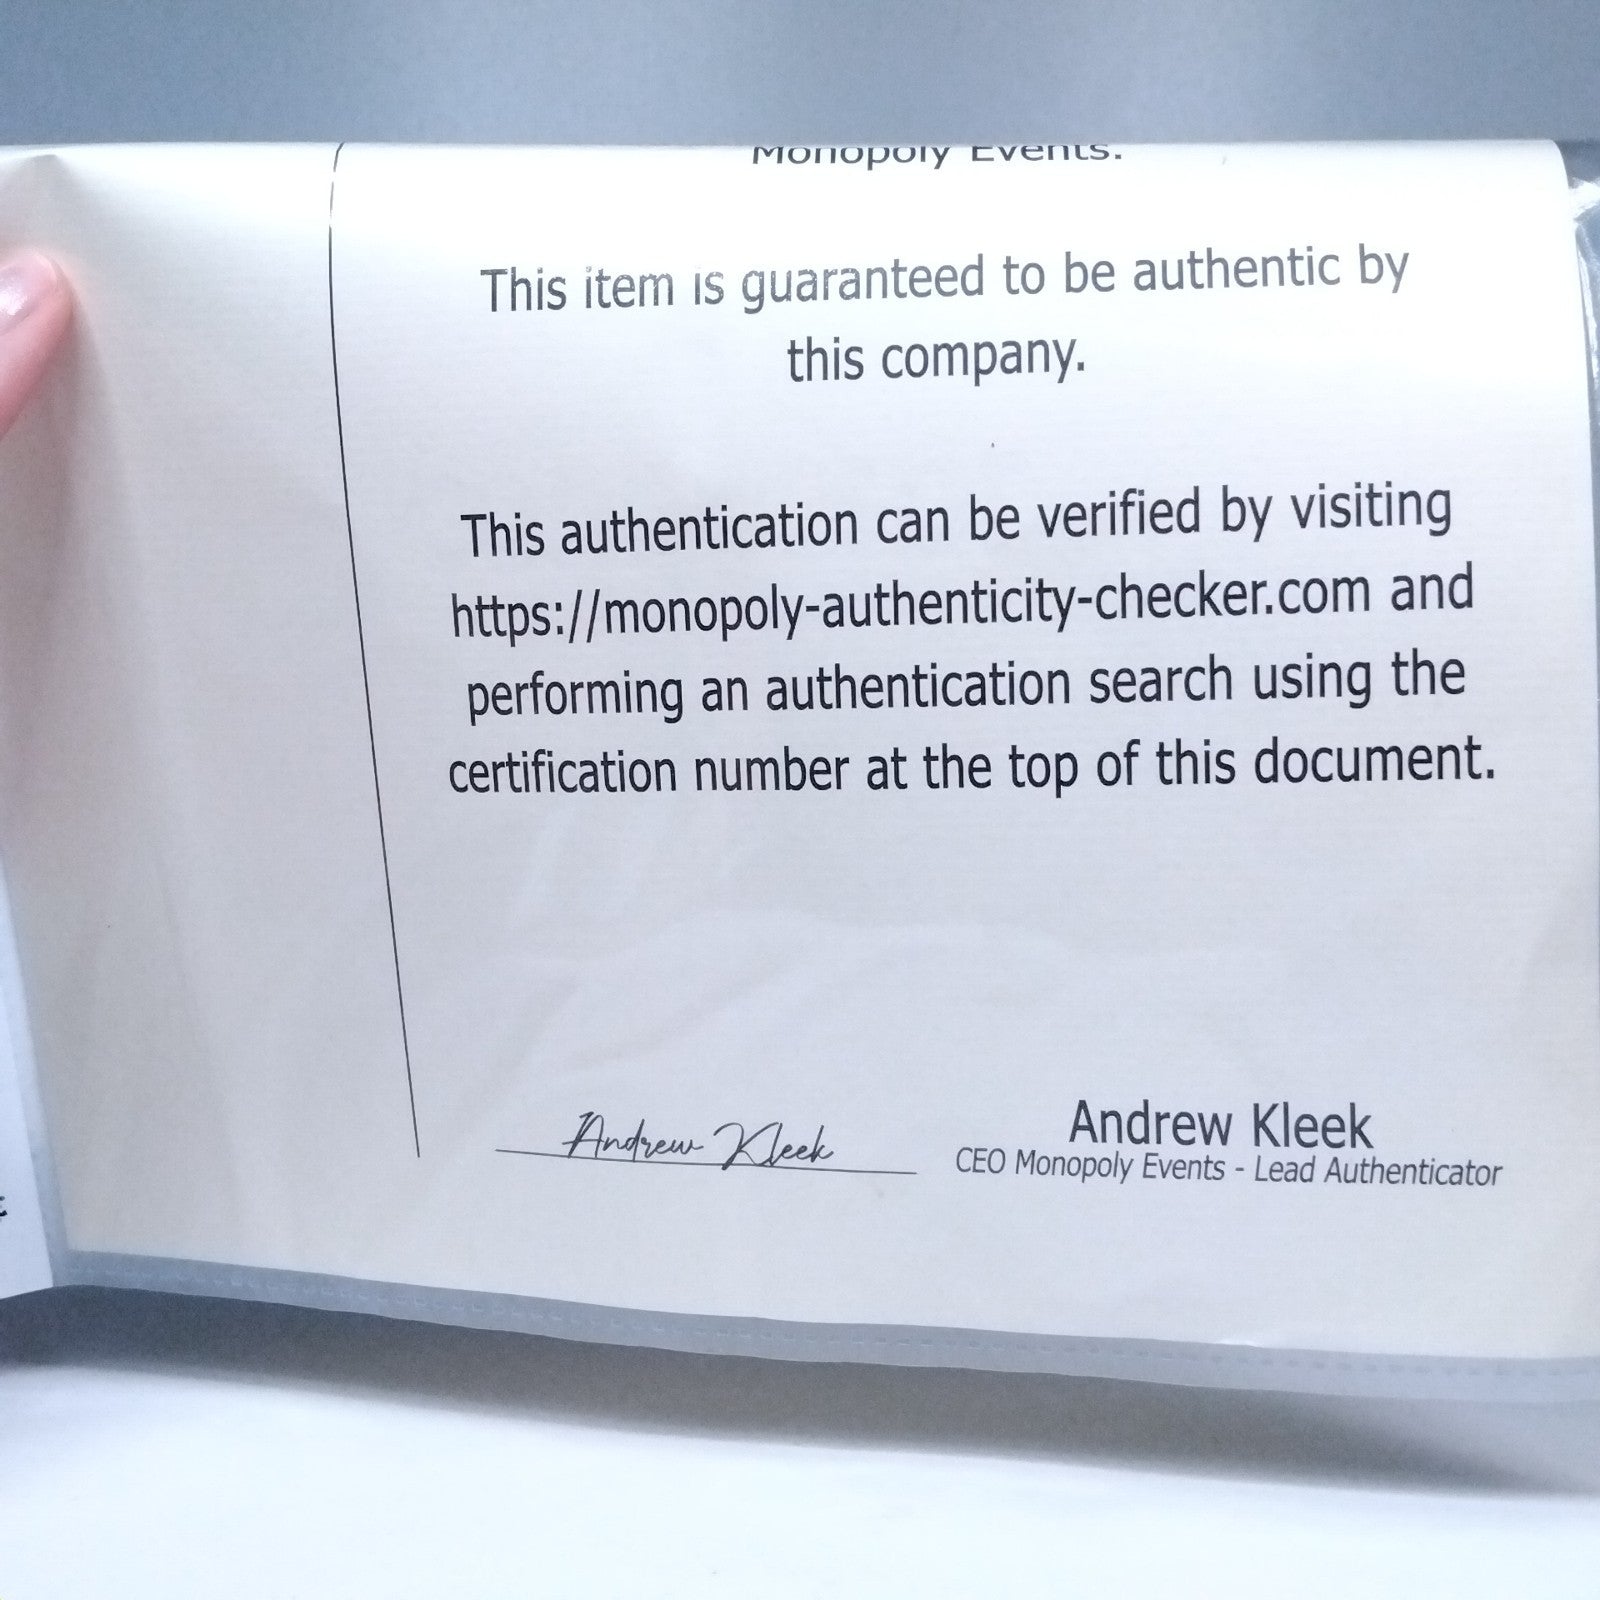 Monopoly Events.
This item is guaranteed to be authentic by
this company.
This authentication can be verified by visiting
https://monopoly-authenticity-checker.com and
performing an authentication search using the
certification number at the top of this document.
Andrew Kleek
Andrew Kleek
CEO Monopoly Events - Lead Authenticator